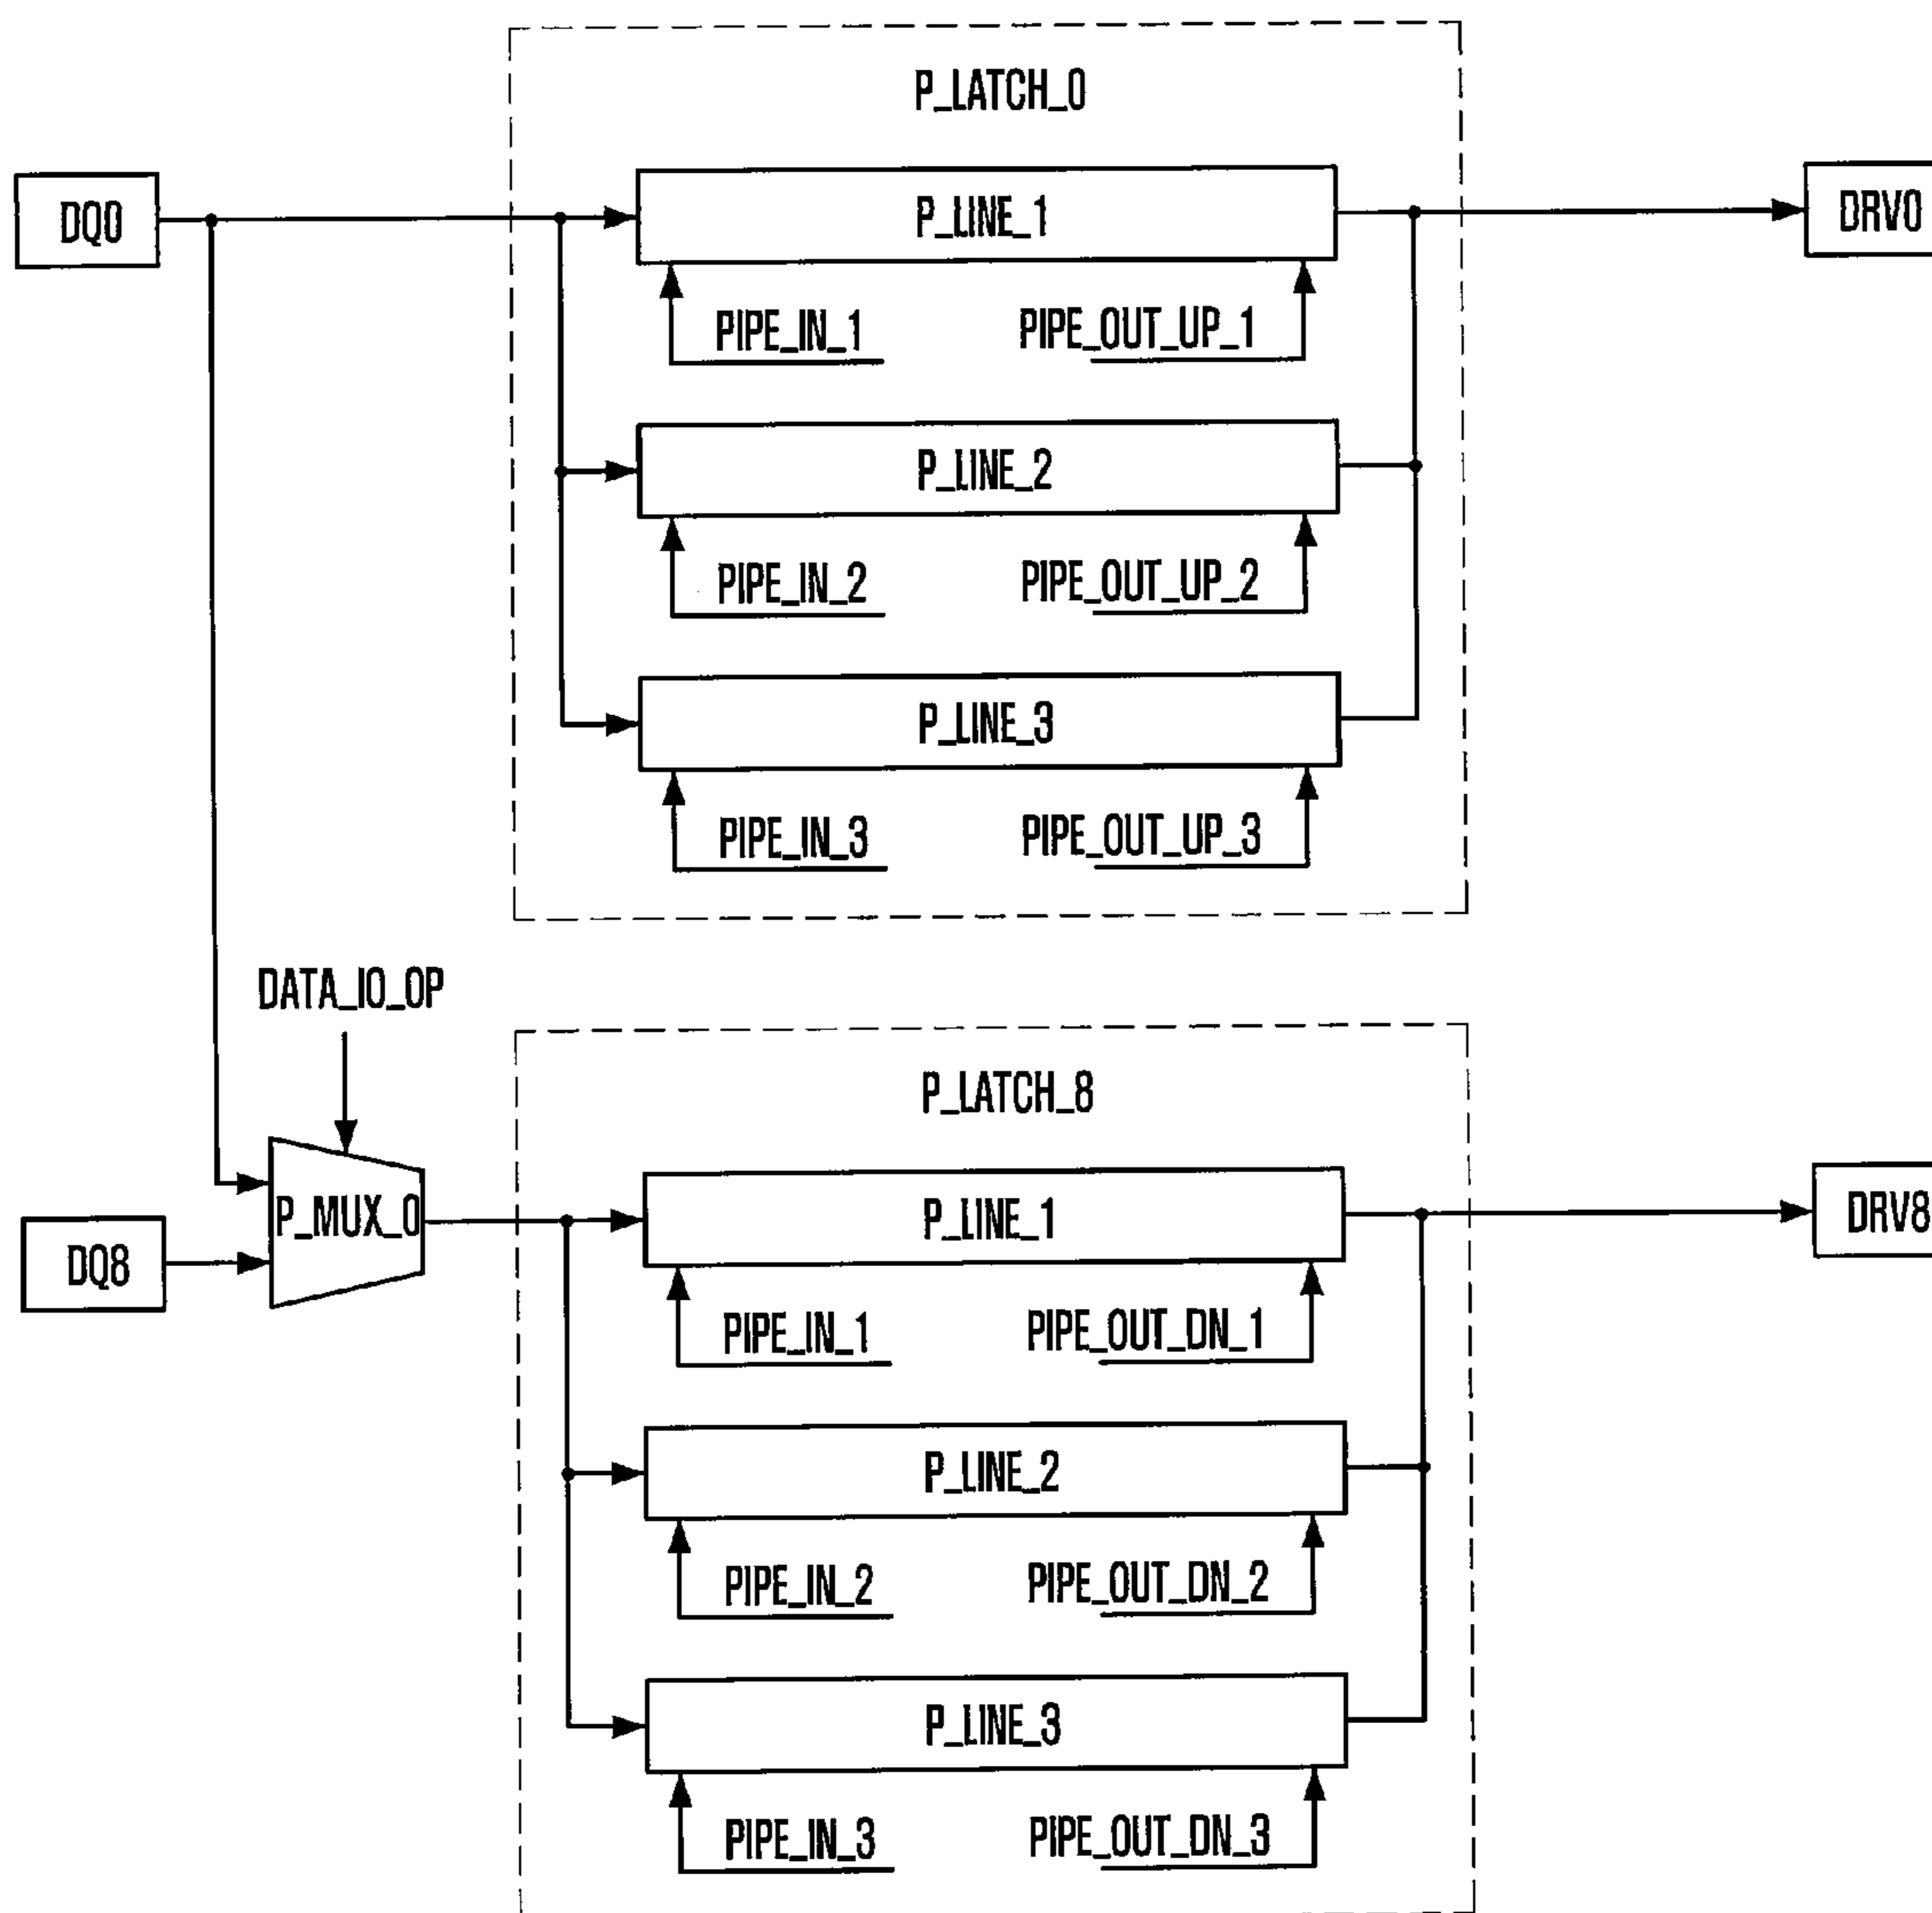 P_LATCH_0
DQ0
P_LINE_1
DRV0
PIPE_IN_1
PIPE_OUT_UP_1
P_LINE_2
PIPE_IN_2
PIPE_OUT_UP_2
P_LINE_3
PIPE_IN_3
PIPE_OUT_UP_3
DATA_IO_OP
P_LATCH_8
P_MUX_0
DQ8
P_LINE_1
DRV8
PIPE_IN_1
PIPE_OUT_DN_1
P_LINE_2
PIPE_IN_2
PIPE_OUT_DN_2
P_LINE_3
PIPE_IN_3
PIPE_OUT_DN_3